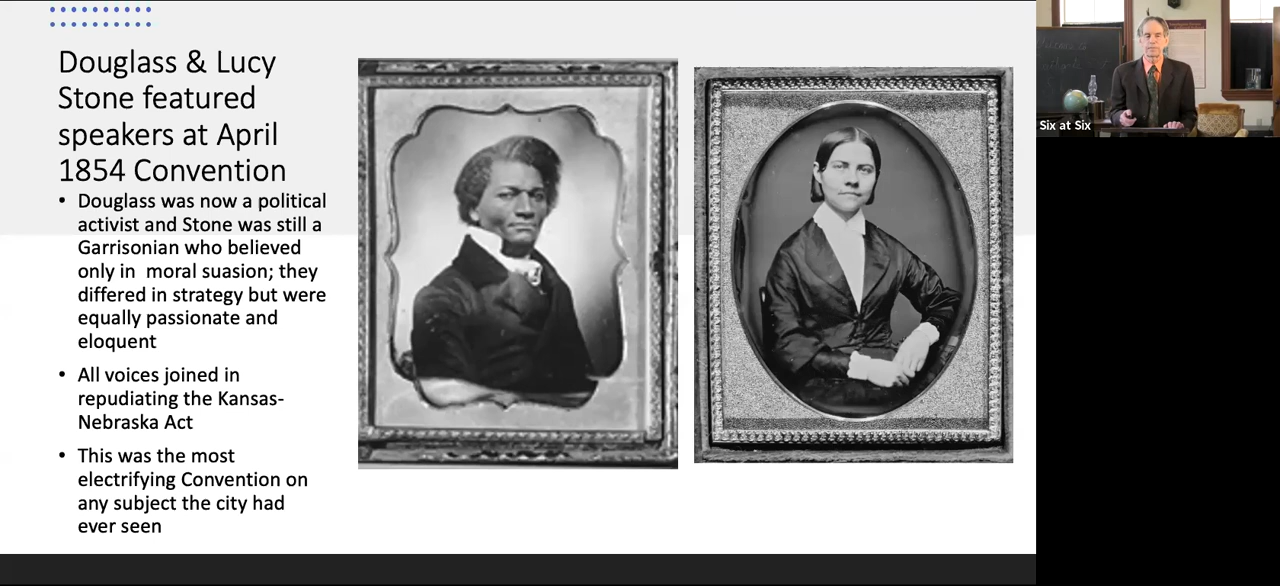 Douglass & Lucy
Stone featured
speakers at April
1854 Convention
• Douglass was now a political
activist and Stone was still a
Garrisonian who believed
only in  moral suasion; they
differed in strategy but were
equally passionate and
eloquent
• All voices joined in
repudiating the Kansas-
Nebraska Act
• This was the most
electrifying Convention on
any subject the city had
ever seen
Six at Six